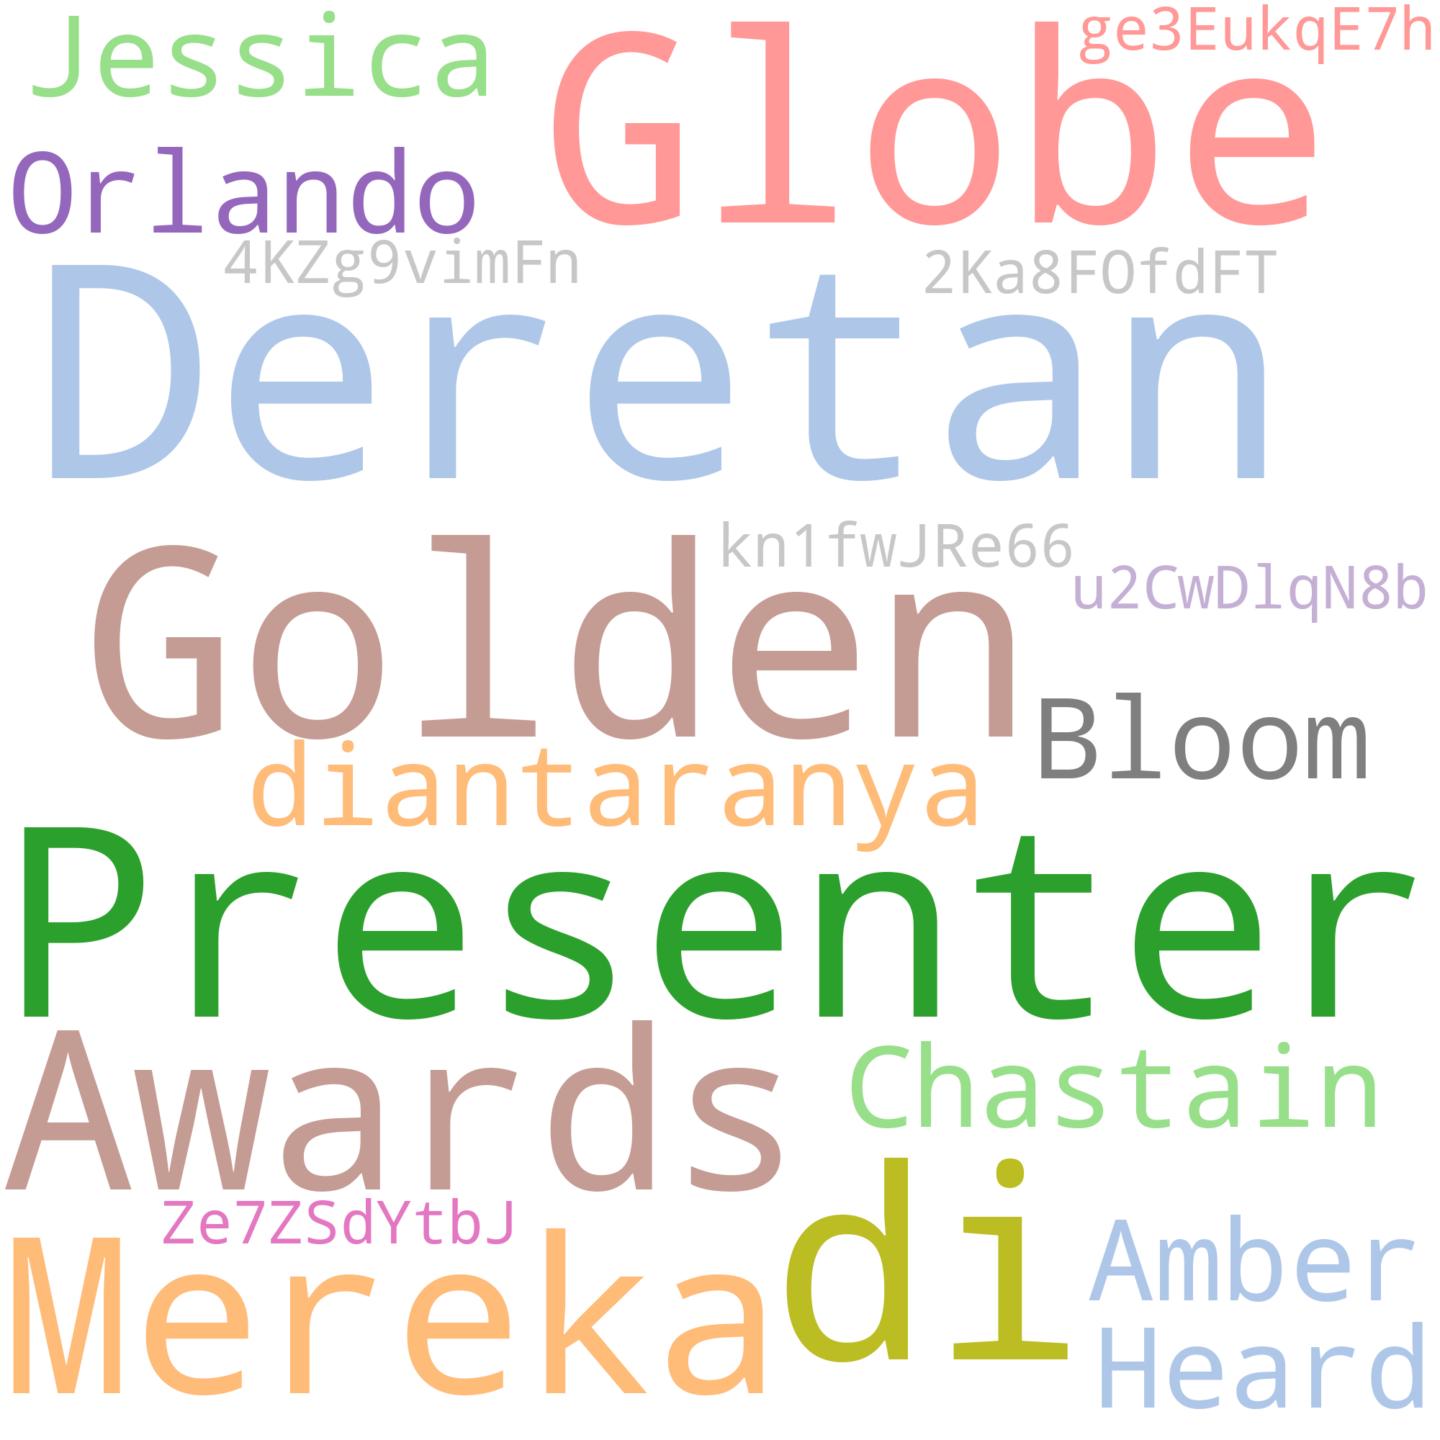 Jessica
Globe
ge3EukqE7h
Orlando
4KZg9vimFn
2Ka8FOfdFT
Deretan
Golden
kn1fwJRe66
u2CwDlqN8b
Bloom
diantaranya
Presenter
Awards
Chastain
Ze7ZSdYtbJ
Mereka
di
Amber
Heard